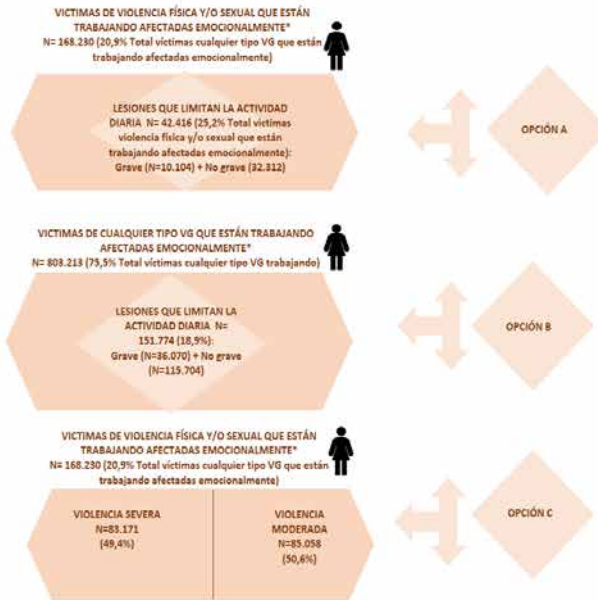 VICTIMAS DE VIOLENCIA FÍSICA Y/O SEXUAL QUE ESTÁN
TRABAJANDO AFECTADAS EMOCIONALMENTE*
N= 168.230 (20,9% Total víctimas cualquier tipo VG que están
trabajando afectadas emocionalmente)
LESIONES QUE LIMITAN LA ACTIVIDAD
DIARIA N= 42.416 (25,2% Total víctimas
violencia física y/o sexual que están
trabajando afectadas emocionalmente):
Grave (N=10.104) + No grave (32.312)
OPCIÓN A
VICTIMAS DE CUALQUIER TIPO VG QUE ESTÁN TRABAJANDO
AFECTADAS EMOCIONALMENTE*
N= 803.213 (75,5% Total víctimas cualquier tipo VG trabajando)
LESIONES QUE LIMITAN LA
ACTIVIDAD DIARIA N=
151.774 (18,9%):
Grave (N=36.070) + No grave
(N=115.704)
OPCIÓN B
VICTIMAS DE VIOLENCIA FÍSICA Y/O SEXUAL QUE ESTÁN
TRABAJANDO AFECTADAS EMOCIONALMENTE*
N= 168.230 (20,9% Total víctimas cualquier tipo VG que están
trabajando afectadas emocionalmente)
VIOLENCIA SEVERA
N=83.171
(49,4%)
VIOLENCIA
MODERADA
N=85.058
(50,6%)
OPCIÓN C